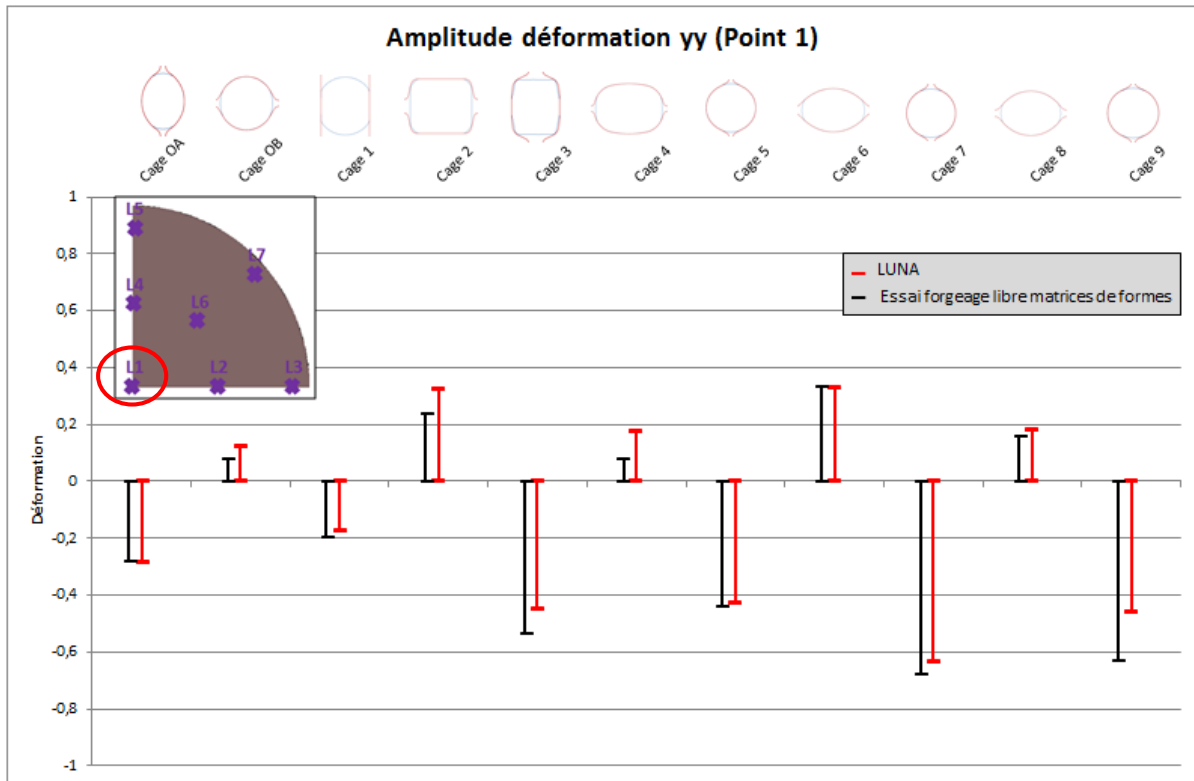 Amplitude déformation yy (Point 1)
Cage OA
Cage OB
Cage 1
Cage 2
Cage 3
Cage 4
Cage 5
Cage 6
Cage 7
Cage 8
Cage 9
1
0,8
0,6
0,4
0,2
0
-0,2
-0,4
-0,6
-0,8
-1
Déformation
L5
L7
L4
L6
L1
L2
L3
LUNA
Essai forgeage libre matrices de formes